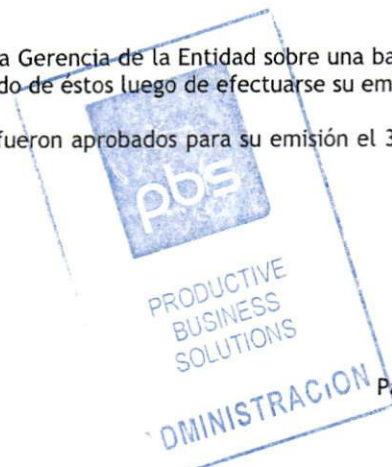 a Gerencia de la Entidad sobre una ba
do de éstos luego de efectuarse su em
fueron aprobados para su emisión el 3
pbs
PRODUCTIVE
BUSINESS
SOLUTIONS
DMINISTRACION
P